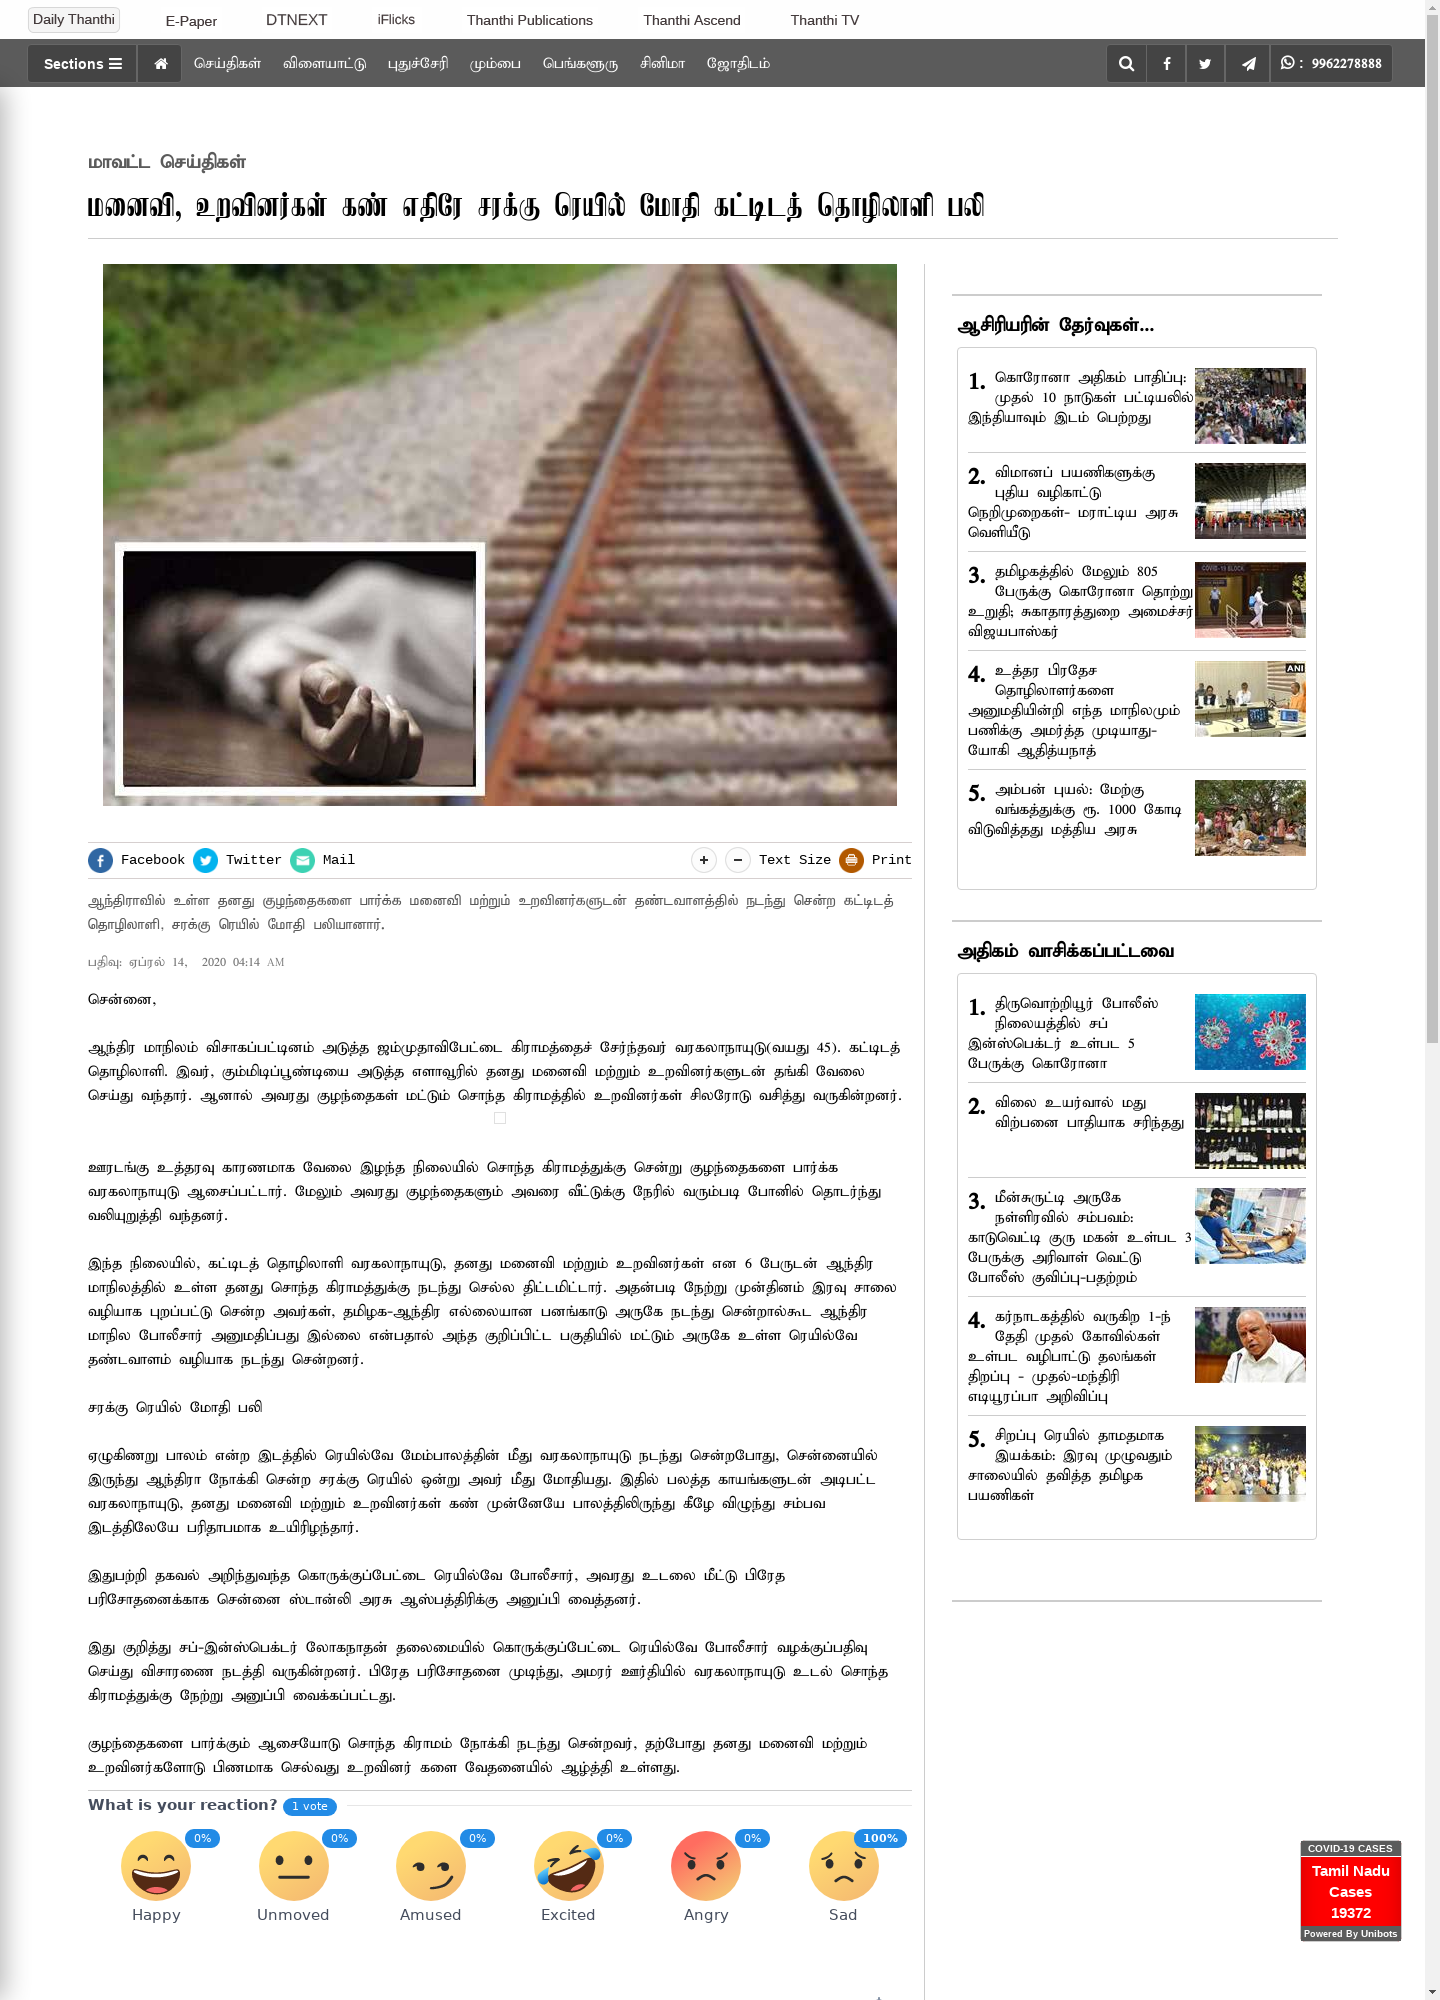 Daily Thanthi
E-Paper
DTNEXT
iFlicks
Thanthi Publications
Thanthi Ascend
Thanthi TV
Sections
செய்திகள்
விளையாட்டு
புதுச்சேரி
மும்பை
பெங்களூரு
சினிமா
ஜோதிடம்
: 9962278888
மாவட்ட செய்திகள்
மனைவி, உறவினர்கள் கண் எதிரே சரக்கு ரெயில் மோதி கட்டிடத் தொழிலாளி பலி
Facebook
Twitter
Mail
Text Size
Print
ஆந்திராவில் உள்ள தனது குழந்தைகளை பார்க்க மனைவி மற்றும் உறவினர்களுடன் தண்டவாளத்தில் நடந்து சென்ற கட்டிடத்
தொழிலாளி, சரக்கு ரெயில் மோதி பலியானார்.
பதிவு: ஏப்ரல் 14, 2020 04:14 AM
சென்னை,
ஆந்திர மாநிலம் விசாகப்பட்டினம் அடுத்த ஜம்முதாவிபேட்டை கிராமத்தைச் சேர்ந்தவர் வரகலாநாயுடு(வயது 45). கட்டிடத்
தொழிலாளி. இவர், கும்மிடிப்பூண்டியை அடுத்த எளாவூரில் தனது மனைவி மற்றும் உறவினர்களுடன் தங்கி வேலை
செய்து வந்தார். ஆனால் அவரது குழந்தைகள் மட்டும் சொந்த கிராமத்தில் உறவினர்கள் சிலரோடு வசித்து வருகின்றனர்.
ஊரடங்கு உத்தரவு காரணமாக வேலை இழந்த நிலையில் சொந்த கிராமத்துக்கு சென்று குழந்தைகளை பார்க்க
வரகலாநாயுடு ஆசைப்பட்டார். மேலும் அவரது குழந்தைகளும் அவரை வீட்டுக்கு நேரில் வரும்படி போனில் தொடர்ந்து
வலியுறுத்தி வந்தனர்.
இந்த நிலையில், கட்டிடத் தொழிலாளி வரகலாநாயுடு, தனது மனைவி மற்றும் உறவினர்கள் என 6 பேருடன் ஆந்திர
மாநிலத்தில் உள்ள தனது சொந்த கிராமத்துக்கு நடந்து செல்ல திட்டமிட்டார். அதன்படி நேற்று முன்தினம் இரவு சாலை
வழியாக புறப்பட்டு சென்ற அவர்கள், தமிழக-ஆந்திர எல்லையான பனங்காடு அருகே நடந்து சென்றால்கூட ஆந்திர
மாநில போலீசார் அனுமதிப்பது இல்லை என்பதால் அந்த குறிப்பிட்ட பகுதியில் மட்டும் அருகே உள்ள ரெயில்வே
தண்டவாளம் வழியாக நடந்து சென்றனர்.
சரக்கு ரெயில் மோதி பலி
ஏழுகிணறு பாலம் என்ற இடத்தில் ரெயில்வே மேம்பாலத்தின் மீது வரகலாநாயுடு நடந்து சென்றபோது, சென்னையில்
இருந்து ஆந்திரா நோக்கி சென்ற சரக்கு ரெயில் ஒன்று அவர் மீது மோதியது. இதில் பலத்த காயங்களுடன் அடிபட்ட
வரகலாநாயுடு, தனது மனைவி மற்றும் உறவினர்கள் கண் முன்னேயே பாலத்திலிருந்து கீழே விழுந்து சம்பவ
இடத்திலேயே பரிதாபமாக உயிரிழந்தார்.
இதுபற்றி தகவல் அறிந்துவந்த கொருக்குப்பேட்டை ரெயில்வே போலீசார், அவரது உடலை மீட்டு பிரேத
பரிசோதனைக்காக சென்னை ஸ்டான்லி அரசு ஆஸ்பத்திரிக்கு அனுப்பி வைத்தனர்.
இது குறித்து சப்-இன்ஸ்பெக்டர் லோகநாதன் தலைமையில் கொருக்குப்பேட்டை ரெயில்வே போலீசார் வழக்குப்பதிவு
செய்து விசாரணை நடத்தி வருகின்றனர். பிரேத பரிசோதனை முடிந்து, அமரர் ஊர்தியில் வரகலாநாயுடு உடல் சொந்த
கிராமத்துக்கு நேற்று அனுப்பி வைக்கப்பட்டது.
குழந்தைகளை பார்க்கும் ஆசையோடு சொந்த கிராமம் நோக்கி நடந்து சென்றவர், தற்போது தனது மனைவி மற்றும்
உறவினர்களோடு பிணமாக செல்வது உறவினர் களை வேதனையில் ஆழ்த்தி உள்ளது.
What is your reaction? 1 vote
0%
0%
0%
0%
0%
100%
Happy
Unmoved
Amused
Excited
Angry
Sad
ஆசிரியரின் தேர்வுகள்...
1. கொரோனா அதிகம் பாதிப்பு:
முதல் 10 நாடுகள் பட்டியலில்
இந்தியாவும் இடம் பெற்றது
2. விமானப் பயணிகளுக்கு
புதிய வழிகாட்டு
நெறிமுறைகள்- மராட்டிய அரசு
வெளியீடு
3. தமிழகத்தில் மேலும் 805
பேருக்கு கொரோனா தொற்று
உறுதி; சுகாதாரத்துறை அமைச்சர்
விஜயபாஸ்கர்
COVID-19 BLOCK
4. உத்தர பிரதேச
தொழிலாளர்களை
அனுமதியின்றி எந்த மாநிலமும்
பணிக்கு அமர்த்த முடியாது-
யோகி ஆதித்யநாத்
ANI
5. அம்பன் புயல்: மேற்கு
வங்கத்துக்கு ரூ. 1000 கோடி
விடுவித்தது மத்திய அரசு
அதிகம் வாசிக்கப்பட்டவை
1. திருவொற்றியூர் போலீஸ்
நிலையத்தில் சப்
இன்ஸ்பெக்டர் உள்பட 5
பேருக்கு கொரோனா
2. விலை உயர்வால் மது
விற்பனை பாதியாக சரிந்தது
3. மீன்சுருட்டி அருகே
நள்ளிரவில் சம்பவம்:
காடுவெட்டி குரு மகன் உள்பட 3
பேருக்கு அரிவாள் வெட்டு
போலீஸ் குவிப்பு-பதற்றம்
4. கர்நாடகத்தில் வருகிற 1-ந்
தேதி முதல் கோவில்கள்
உள்பட வழிபாட்டு தலங்கள்
திறப்பு - முதல்-மந்திரி
எடியூரப்பா அறிவிப்பு
5. சிறப்பு ரெயில் தாமதமாக
இயக்கம்: இரவு முழுவதும்
சாலையில் தவித்த தமிழக
பயணிகள்
COVID-19 CASES
Tamil Nadu
Cases
19372
Powered By Unibots